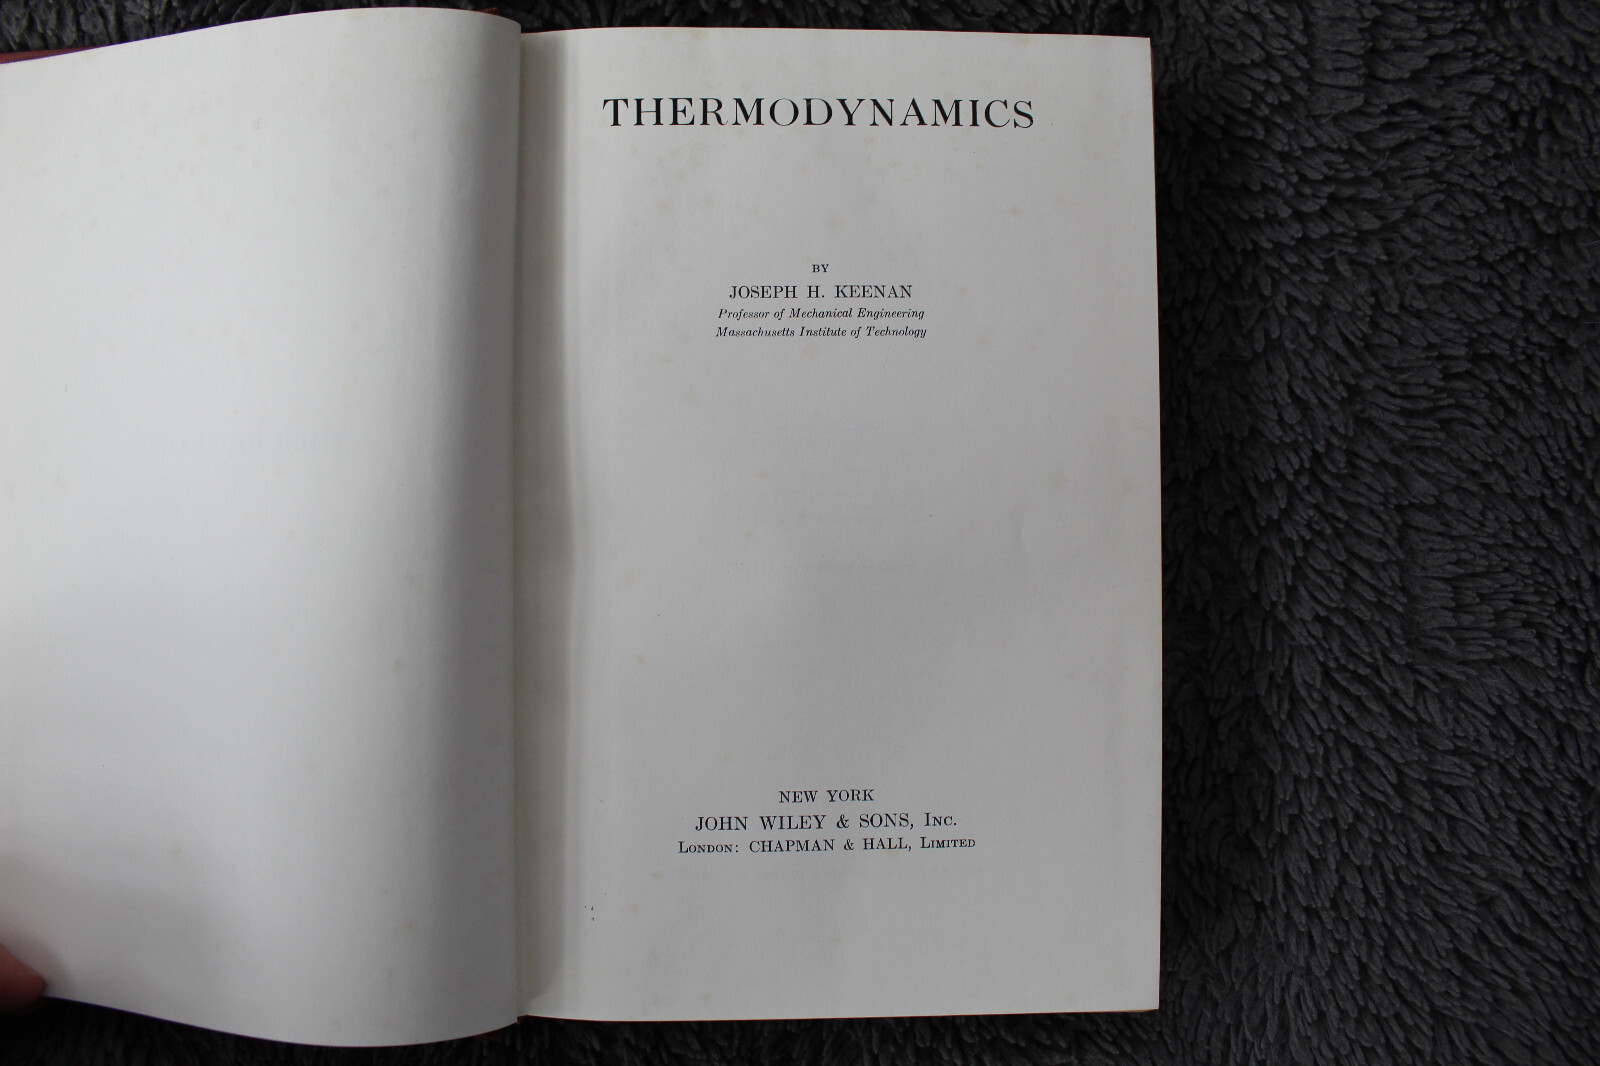 THERMODYNAMICS
BY
JOSEPH H. KEENAN
Professor of Mechanical Engineering
Massachusetts Institute of Technology
NEW YORK
JOHN WILEY & SONS, INC.
LONDON: CHAPMAN & HALL, LIMITED